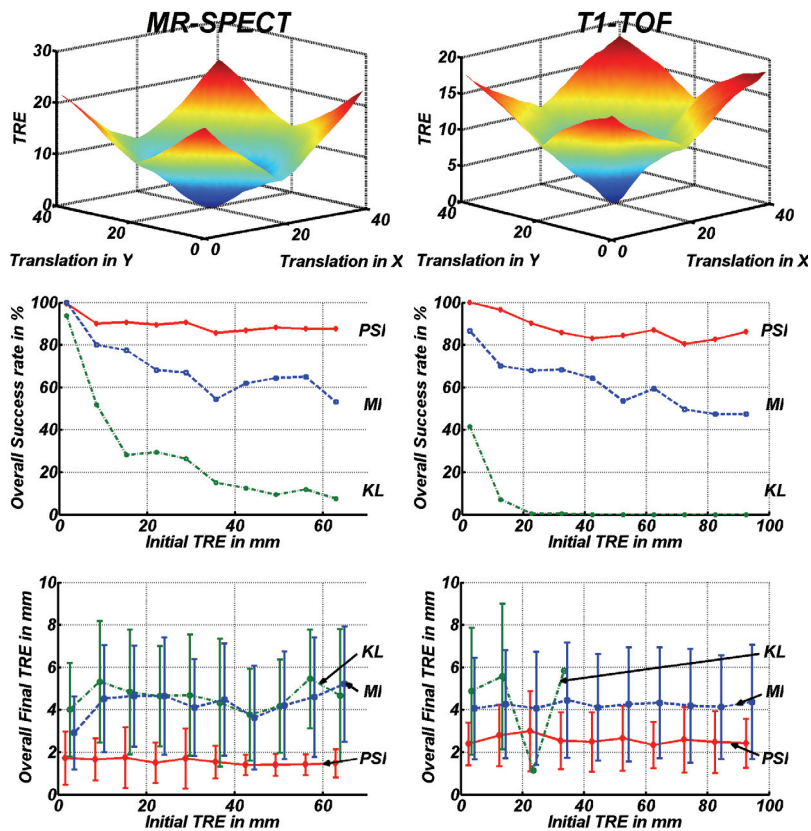 MR-SPECT
T1-TOF
30
20
10
0
TRE
40
20
0
0
20
40
Translation in Y
Translation in X
20
15
10
5
0
TRE
40
20
0
0
20
40
Translation in Y
Translation in X
100
80
60
40
20
0
Overall Success rate in %
PSI
MI
KL
0
20
40
60
Initial TRE in mm
100
80
60
40
20
0
Overall Success rate in %
PSI
MI
KL
0
20
40
60
80
100
Initial TRE in mm
10
8
6
4
2
0
Overall Final TRE in mm
KL
MI
PSI
0
20
40
60
Initial TRE in mm
10
8
6
4
2
0
Overall Final TRE in mm
KL
MI
PSI
0
20
40
60
80
100
Initial TRE in mm